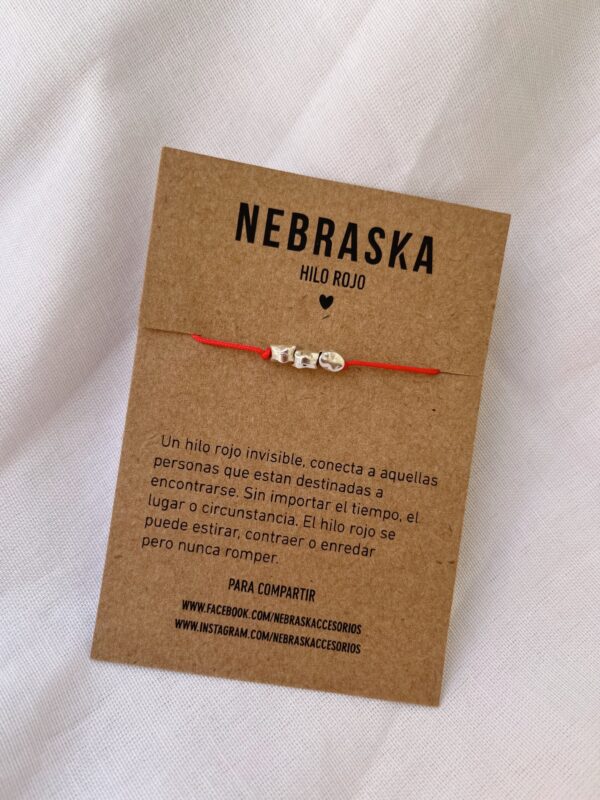 NEBRASKA
HILO ROJO
Un hilo rojo invisible, conecta a aquellas
personas que estan destinadas a
encontrarse. Sin importar el tiempo, el
lugar o circunstancia. El hilo rojo se
puede estirar, contraer o enredar
pero nunca romper.
PARA COMPARTIR
WWW.FACEBOOK.COM/NEBRASKACCESORIOS
WWW.INSTAGRAM.COM/NEBRASKACCESORIOS